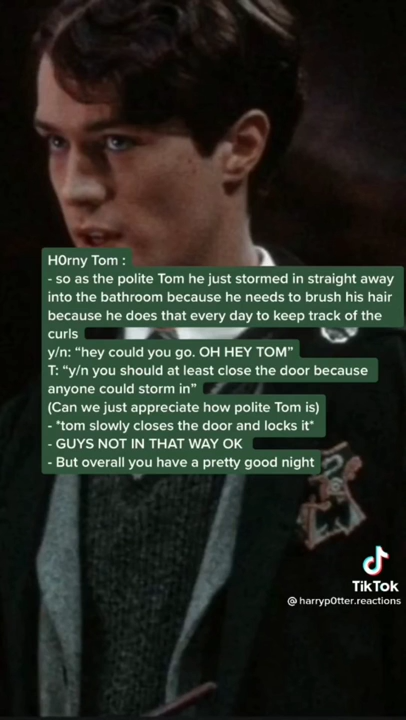 H0rny Tom :
- so as the polite Tom he just stormed in straight away
into the bathroom because he needs to brush his hair
because he does that every day to keep track of the
curls
y/n: “hey could you go. OH HEY TOM”
T: “y/n you should at least close the door because
anyone could storm in”
(Can we just appreciate how polite Tom is)
- *tom slowly closes the door and locks it*
- GUYS NOT IN THAT WAY OK
- But overall you have a pretty good night
TikTok
@harryp0tter.reactions